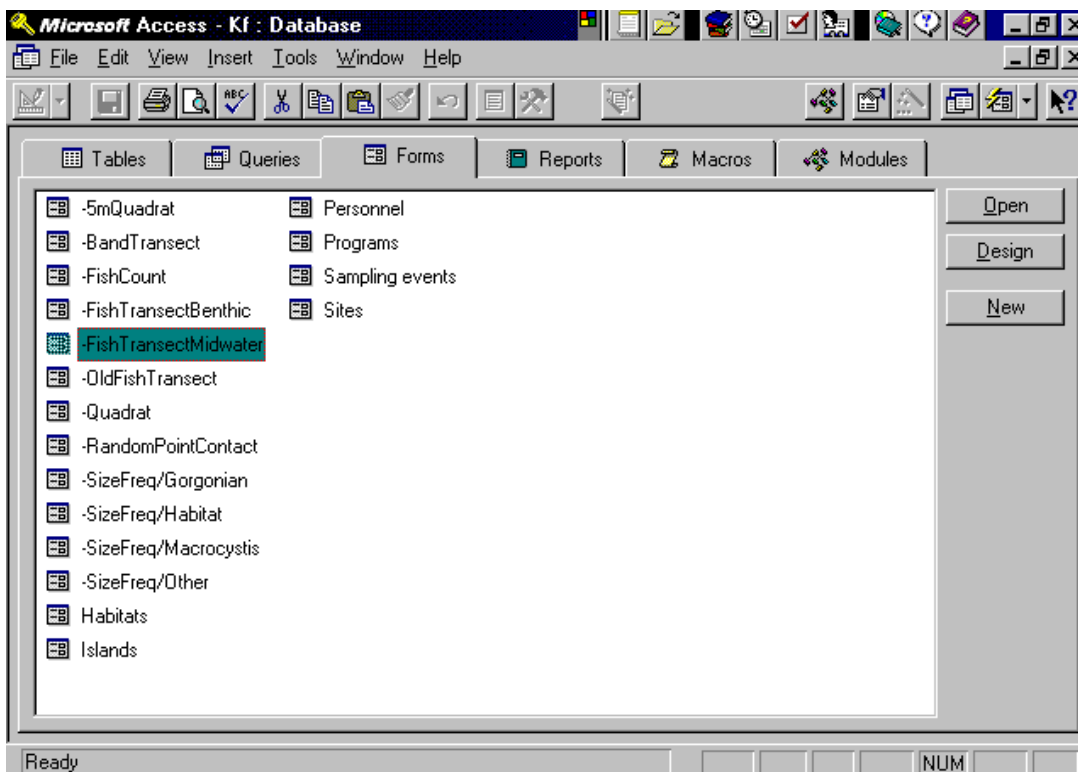 Microsoft Access - Kf : Database
File Edit View Insert Tools Window Help
ABC
Tables Queries Forms Reports Macros Modules
-5mQuadrat Personnel Open
-BandTransect Programs Design
-FishCount Sampling events
-FishTransectBenthic Sites New
-FishTransectMidwater
-OldFishTransect
-Quadrat
-RandomPointContact
-SizeFreq/Gorgonian
-SizeFreq/Habitat
-SizeFreq/Macrocystis
-SizeFreq/Other
Habitats
Islands
Ready NUM